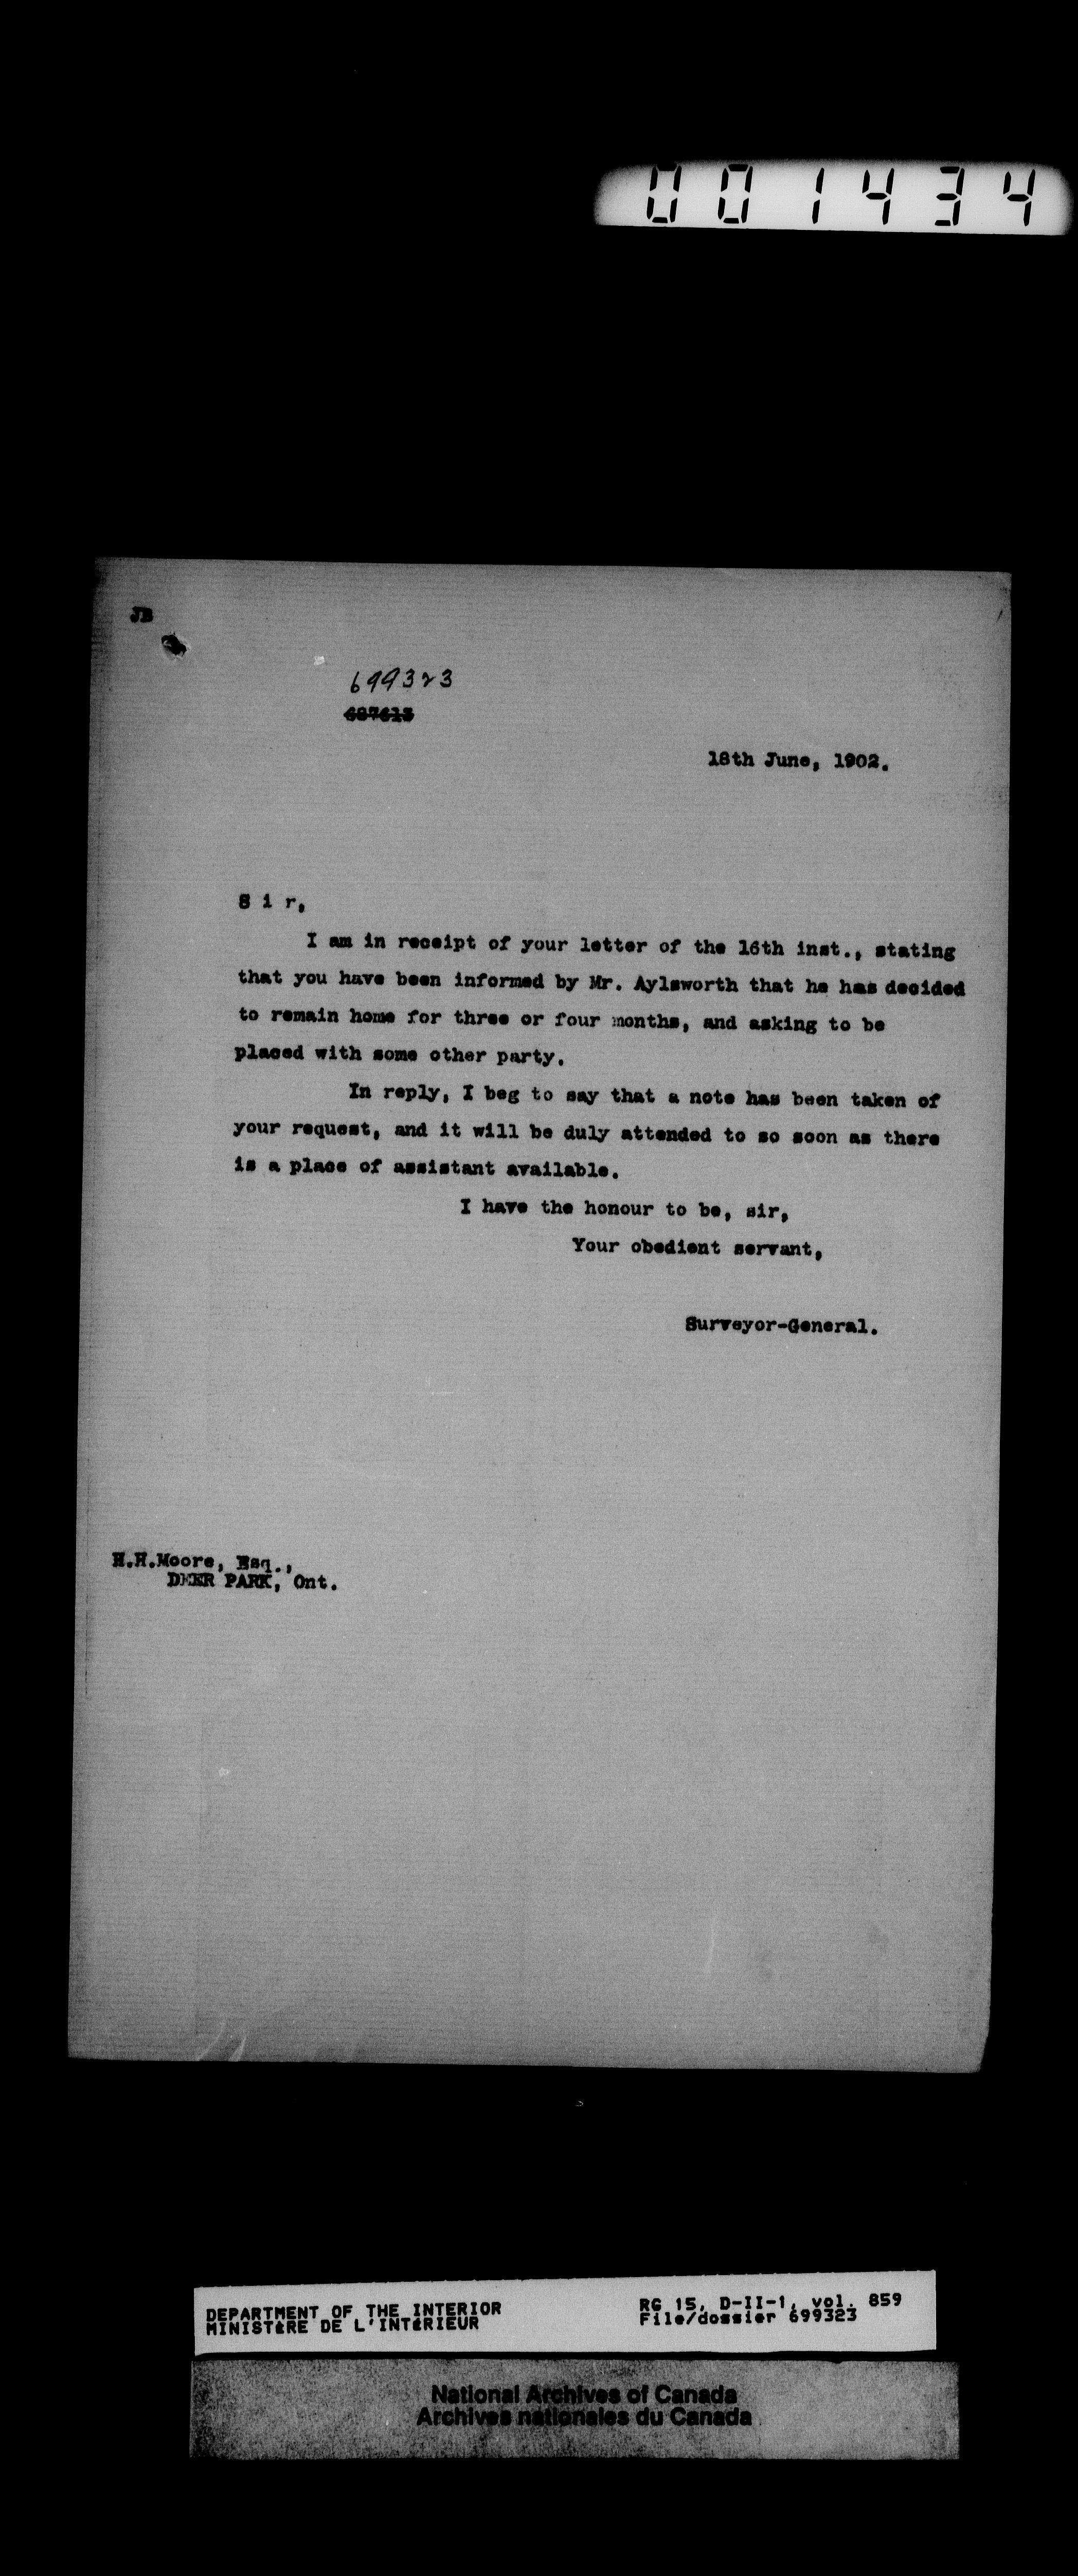 001434
JB
699323
687613
18th June, 1902.
S i r,
I am in receipt of your letter of the 16th inst., stating
that you have been informed by Mr. Aylsworth that he has decided
to remain home for three or four months, and asking to be
placed with some other party.
In reply, I beg to say that a note has been taken of
your request, and it will be duly attended to so soon as there
is a place of assistant available.
I have the honour to be, sir,
Your obedient servant,
Surveyor-General.
H.H.Moore, Esq.,
DEER PARK, Ont.
DEPARTMENT OF THE INTERIOR
MINISTÈRE DE L'INTÉRIEUR
RG 15, D-II-1, vol. 859
File/dossier 699323
National Archives of Canada
Archives nationales du Canada